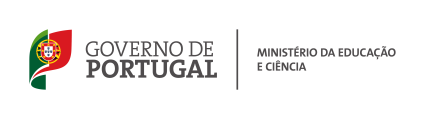 GOVERNO DE
PORTUGAL
MINISTÉRIO DA EDUCAÇÃO
E CIÊNCIA